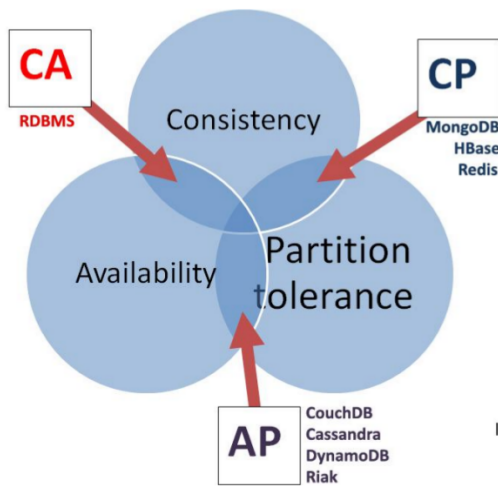 CA
RDBMS
CP
MongoDB
HBase
Redis
Consistency
Availability
Partition
tolerance
AP
CouchDB
Cassandra
DynamoDB
Riak